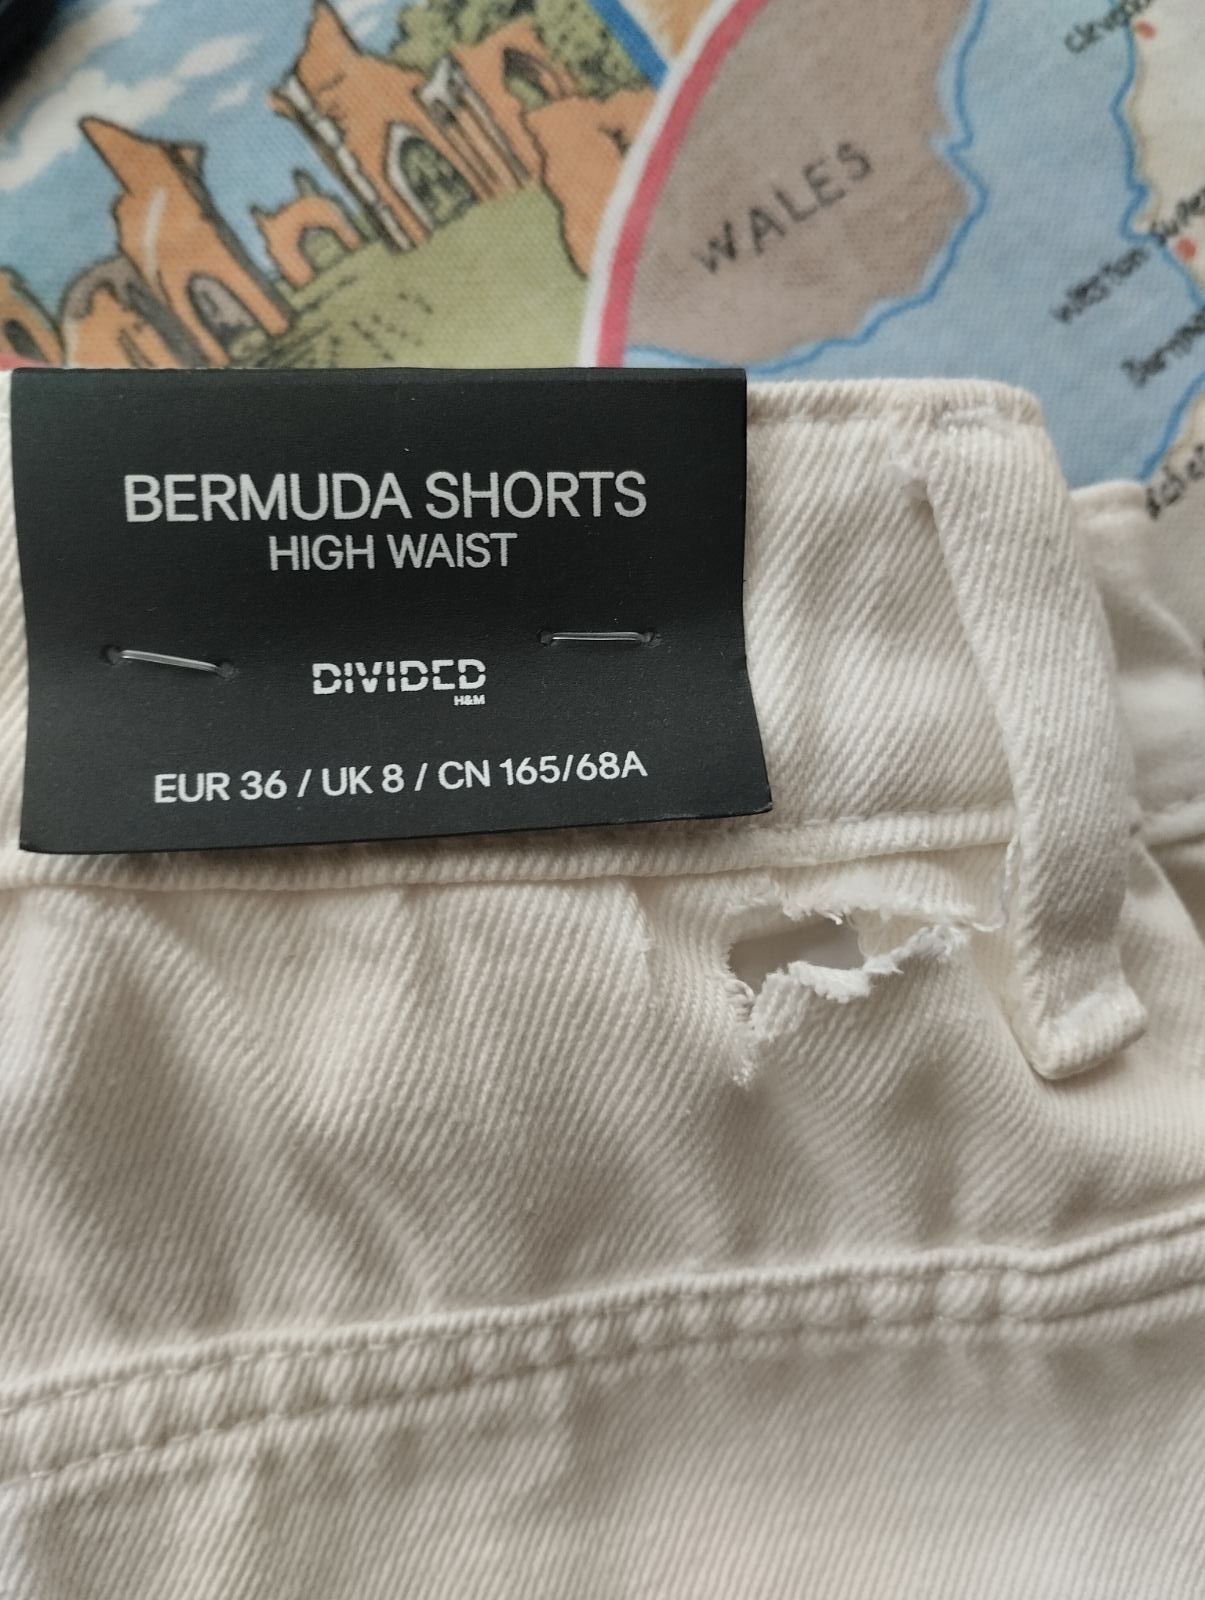 WALES
BERMUDA SHORTS
HIGH WAIST
DIVIDED
H&M
EUR 36 / UK 8 / CN 165/68A